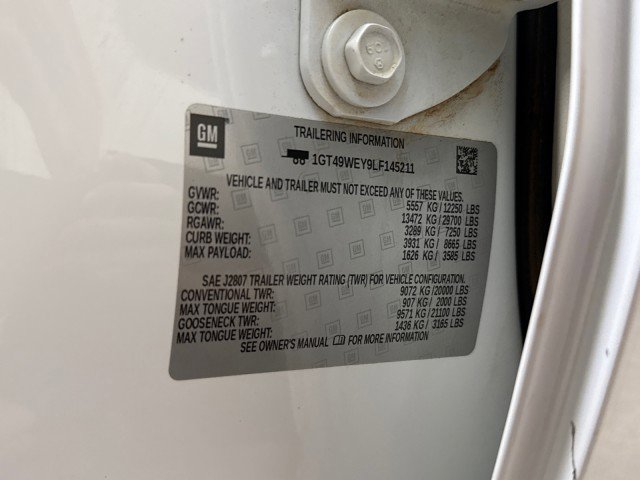 GM
TRAILERING INFORMATION
1GT49WEY9LF145211
VEHICLE AND TRAILER MUST NOT EXCEED ANY OF THESE VALUES.
GVWR: 5557 KG / 12250 LBS
GCWR: 13472 KG / 29700 LBS
RGAWR: 3289 KG / 7250 LBS
CURB WEIGHT: 3931 KG / 8665 LBS
MAX PAYLOAD: 1626 KG / 3585 LBS
SAE J2807 TRAILER WEIGHT RATING (TWR) FOR VEHICLE CONFIGURATION.
CONVENTIONAL TWR: 9072 KG/20000 LBS
MAX TONGUE WEIGHT: 907 KG/ 2000 LBS
GOOSENECK TWR: 9571 KG/21100 LBS
MAX TONGUE WEIGHT: 1436 KG / 3165 LBS
SEE OWNER'S MANUAL FOR MORE INFORMATION